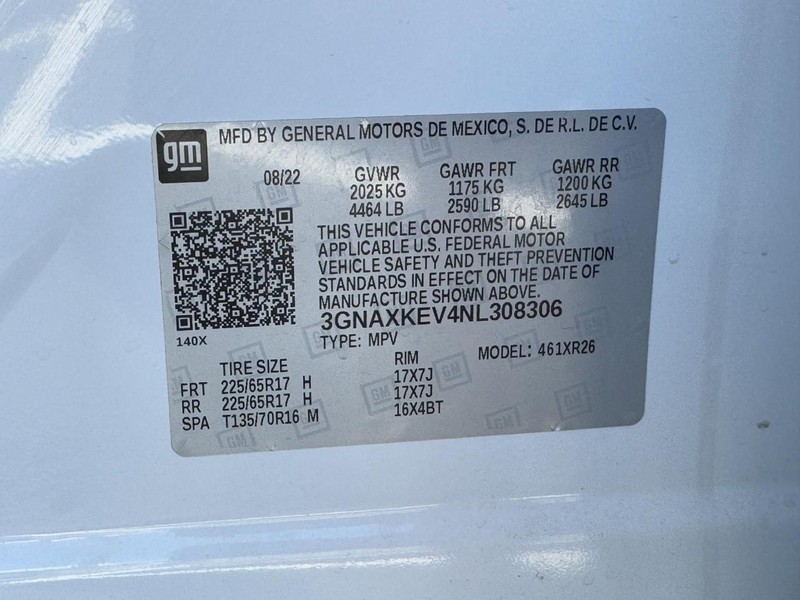 gm
MFD BY GENERAL MOTORS DE MEXICO, S. DE R.L. DE C.V.
08/22 GVWR GAWR FRT GAWR RR
2025 KG 1175 KG 1200 KG
4464 LB 2590 LB 2645 LB
THIS VEHICLE CONFORMS TO ALL
APPLICABLE U.S. FEDERAL MOTOR
VEHICLE SAFETY AND THEFT PREVENTION
STANDARDS IN EFFECT ON THE DATE OF
MANUFACTURE SHOWN ABOVE.
3GNAXKEV4NL308306
140X
TYPE: MPV MODEL: 461XR26
TIRE SIZE RIM
FRT 225/65R17 H 17X7J
RR 225/65R17 H 17X7J
SPA T135/70R16 M 16X4BT